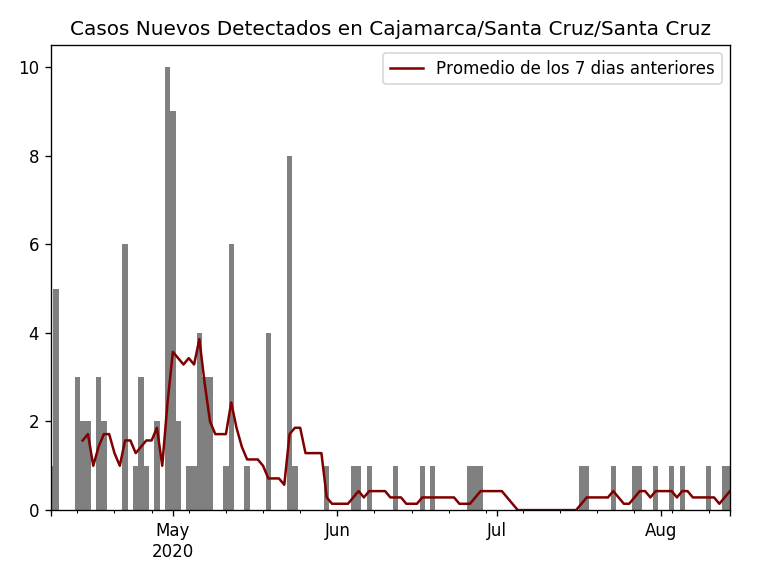 Casos Nuevos Detectados en Cajamarca/Santa Cruz/Santa Cruz
Promedio de los 7 dias anteriores
10
8
6
4
2
0
May Jun Jul Aug
2020